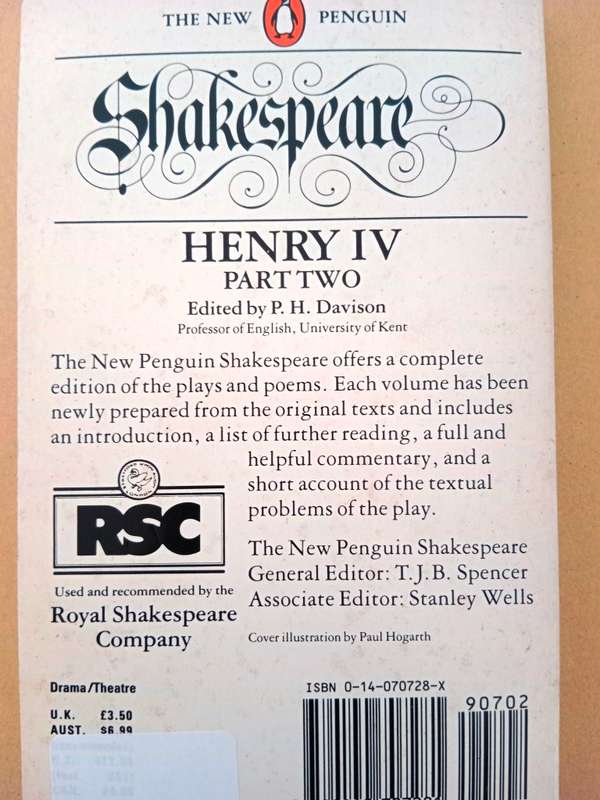 THE NEW PENGUIN
Shakespeare
HENRY IV
PART TWO
Edited by P. H. Davison
Professor of English, University of Kent
The New Penguin Shakespeare offers a complete
edition of the plays and poems. Each volume has been
newly prepared from the original texts and includes
an introduction, a list of further reading, a full and
helpful commentary, and a
short account of the textual
problems of the play.
RSC
Used and recommended by the
Royal Shakespeare
Company
The New Penguin Shakespeare
General Editor: T.J.B. Spencer
Associate Editor: Stanley Wells
Cover illustration by Paul Hogarth
Drama/Theatre
U.K. £3.50
AUST. $6.99
ISBN 0-14-070728-X
90702